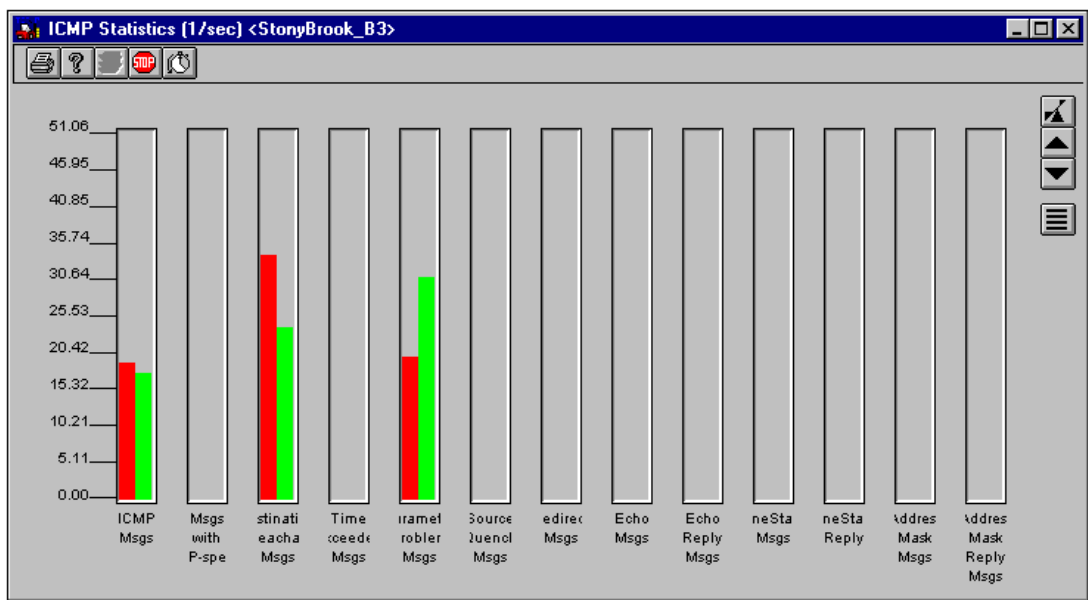 ICMP Statistics (1/sec) <StonyBrook_B3>
STOP
51.06
45.95
40.85
35.74
30.64
25.53
20.42
15.32
10.21
5.11
0.00
ICMP
Msgs
Msgs
with
P-spe
stinati
eacha
Msgs
Time
xceede
Msgs
ramet
robler
Msgs
Source
Quencl
Msgs
edirec
Msgs
Echo
Msgs
Echo
Reply
Msgs
neSta
Msgs
neSta
Reply
Addres
Mask
Msgs
Addres
Mask
Reply
Msgs